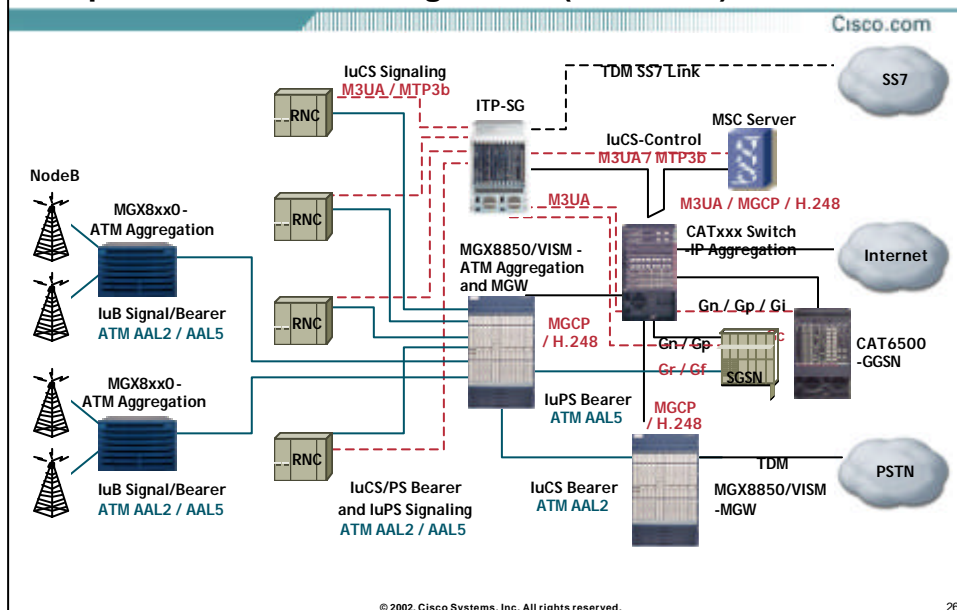 Cisco.com
IuCS Signaling
M3UA / MTP3b
TDM SS7 Link
SS7
RNC
ITP-SG
MSC Server
IuCS-Control
M3UA / MTP3b
NodeB
MGX8xx0 -
ATM Aggregation
RNC
M3UA
M3UA / MGCP / H.248
CATxxx Switch
-IP Aggregation
MGX8850/VISM -
ATM Aggregation
and MGW
Internet
IuB Signal/Bearer
ATM AAL2 / AAL5
RNC
MGCP
/ H.248
Gn / Gp / Gi
Gn / Gp
Gr / Gf
SGSN
CAT6500
-GGSN
MGX8xx0 -
ATM Aggregation
IuPS Bearer
ATM AAL5
MGCP
/ H.248
RNC
TDM
PSTN
IuB Signal/Bearer
ATM AAL2 / AAL5
IuCS/PS Bearer
and IuPS Signaling
ATM AAL2 / AAL5
IuCS Bearer
ATM AAL2
MGX8850/VISM
-MGW
© 2002, Cisco Systems, Inc. All rights reserved.
26